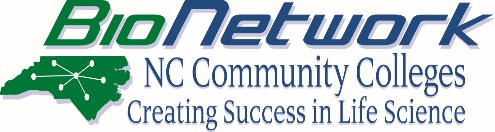 BioNetwork
NC Community Colleges
Creating Success in Life Science